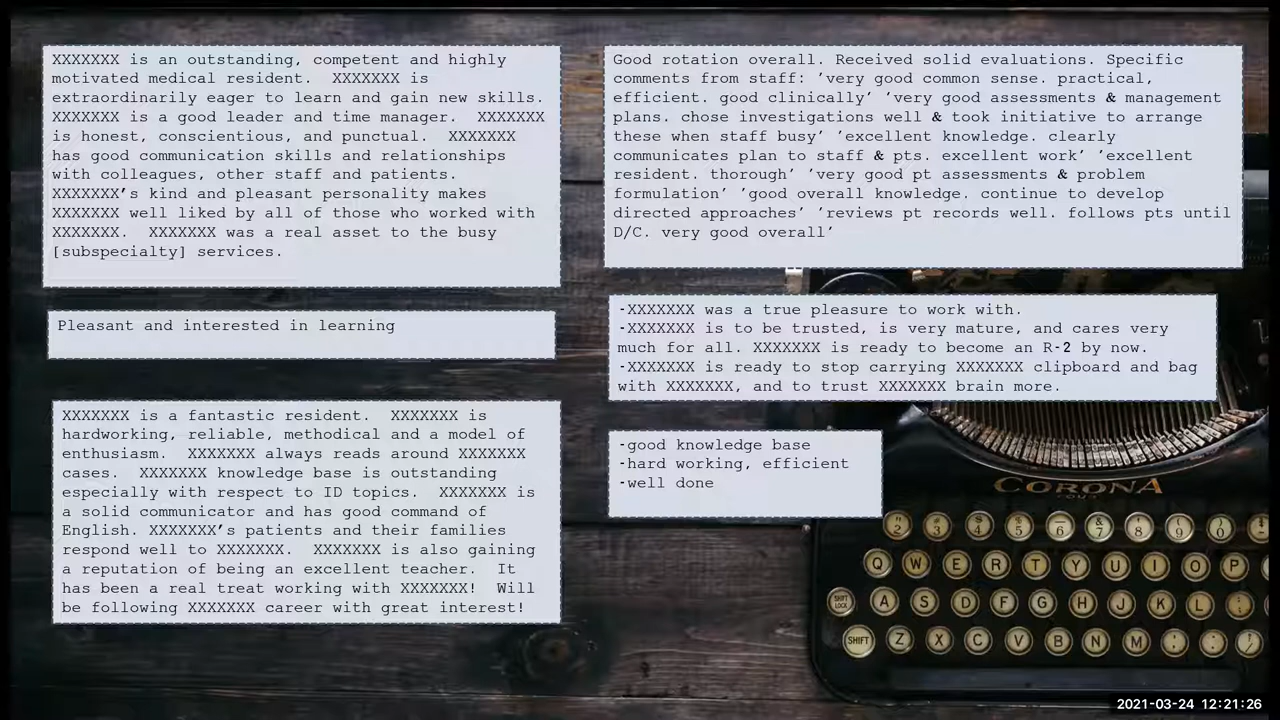 XXXXXXX is an outstanding, competent and highly
motivated medical resident.  XXXXXXX is
extraordinarily eager to learn and gain new skills.
XXXXXXX is a good leader and time manager.  XXXXXXX
is honest, conscientious, and punctual.  XXXXXXX
has good communication skills and relationships
with colleagues, other staff and patients.
XXXXXXX's kind and pleasant personality makes
XXXXXXX well liked by all of those who worked with
XXXXXXX.  XXXXXXX was a real asset to the busy
[subspecialty] services.
Pleasant and interested in learning
XXXXXXX is a fantastic resident.  XXXXXXX is
hardworking, reliable, methodical and a model of
enthusiasm.  XXXXXXX always reads around XXXXXXX
cases.  XXXXXXX knowledge base is outstanding
especially with respect to ID topics.  XXXXXXX is
a solid communicator and has good command of
English. XXXXXXX's patients and their families
respond well to XXXXXXX.  XXXXXXX is also gaining
a reputation of being an excellent teacher.  It
has been a real treat working with XXXXXXX!  Will
be following XXXXXXX career with great interest!
Good rotation overall. Received solid evaluations. Specific
comments from staff: 'very good common sense. practical,
efficient. good clinically' 'very good assessments & management
plans. chose investigations well & took initiative to arrange
these when staff busy' 'excellent knowledge. clearly
communicates plan to staff & pts. excellent work' 'excellent
resident. thorough' 'very good pt assessments & problem
formulation' 'good overall knowledge. continue to develop
directed approaches' 'reviews pt records well. follows pts until
D/C. very good overall'
-XXXXXXX was a true pleasure to work with.
-XXXXXXX is to be trusted, is very mature, and cares very
much for all. XXXXXXX is ready to become an R-2 by now.
-XXXXXXX is ready to stop carrying XXXXXXX clipboard and bag
with XXXXXXX, and to trust XXXXXXX brain more.
-good knowledge base
-hard working, efficient
-well done
CORONA
FOUR
2 3 4 5 6 7 8 9 0
Q W E R T Y U I O P
SHIFT LOCK A S D F G H J K L
SHIFT Z X C V B N M
2021-03-24 12:21:26